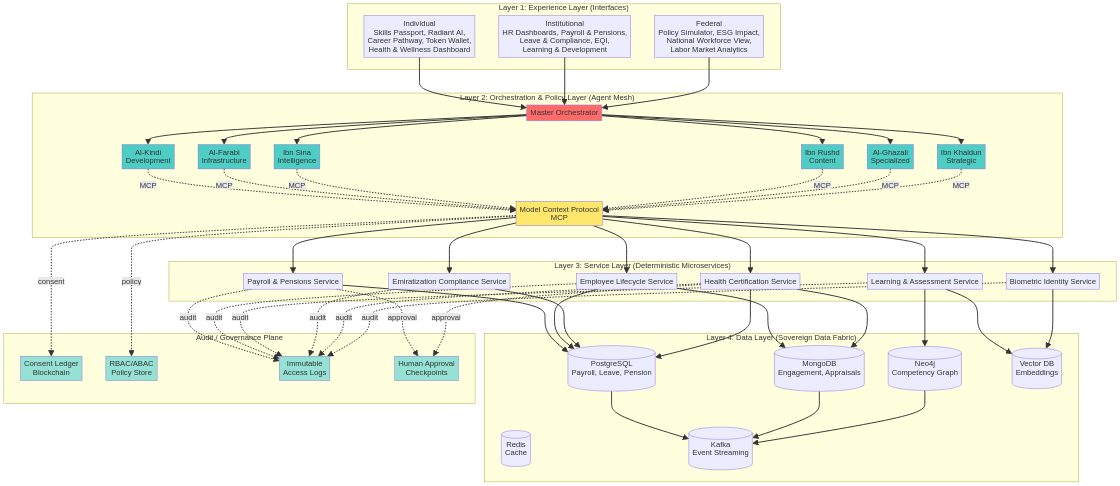 Layer 1: Experience Layer (Interfaces)
Individual
Skills Passport, Radiant AI,
Career Pathway, Token Wallet,
Health & Wellness Dashboard
Institutional
HR Dashboards, Payroll & Pensions,
Leave & Compliance, EQI,
Learning & Development
Federal
Policy Simulator, ESG Impact,
National Workforce View,
Labor Market Analytics
Layer 2: Orchestration & Policy Layer (Agent Mesh)
Master Orchestrator
Al-Kindi
Development
Al-Farabi
Infrastructure
Ibn Sina
Intelligence
Ibn Rushd
Content
Al-Ghazali
Specialized
Ibn Khaldun
Strategic
MCP
MCP
MCP
MCP
MCP
MCP
Model Context Protocol
MCP
consent
policy
Layer 3: Service Layer (Deterministic Microservices)
Payroll & Pensions Service
Emiratization Compliance Service
Employee Lifecycle Service
Health Certification Service
Learning & Assessment Service
Biometric Identity Service
audit
audit
audit
audit
audit
audit
approval
approval
Audit / Governance Plane
Consent Ledger
Blockchain
RBAC/ABAC
Policy Store
Immutable
Access Logs
Human Approval
Checkpoints
Layer 4: Data Layer (Sovereign Data Fabric)
PostgreSQL
Payroll, Leave, Pension
MongoDB
Engagement, Appraisals
Neo4j
Competency Graph
Vector DB
Embeddings
Redis
Cache
Kafka
Event Streaming